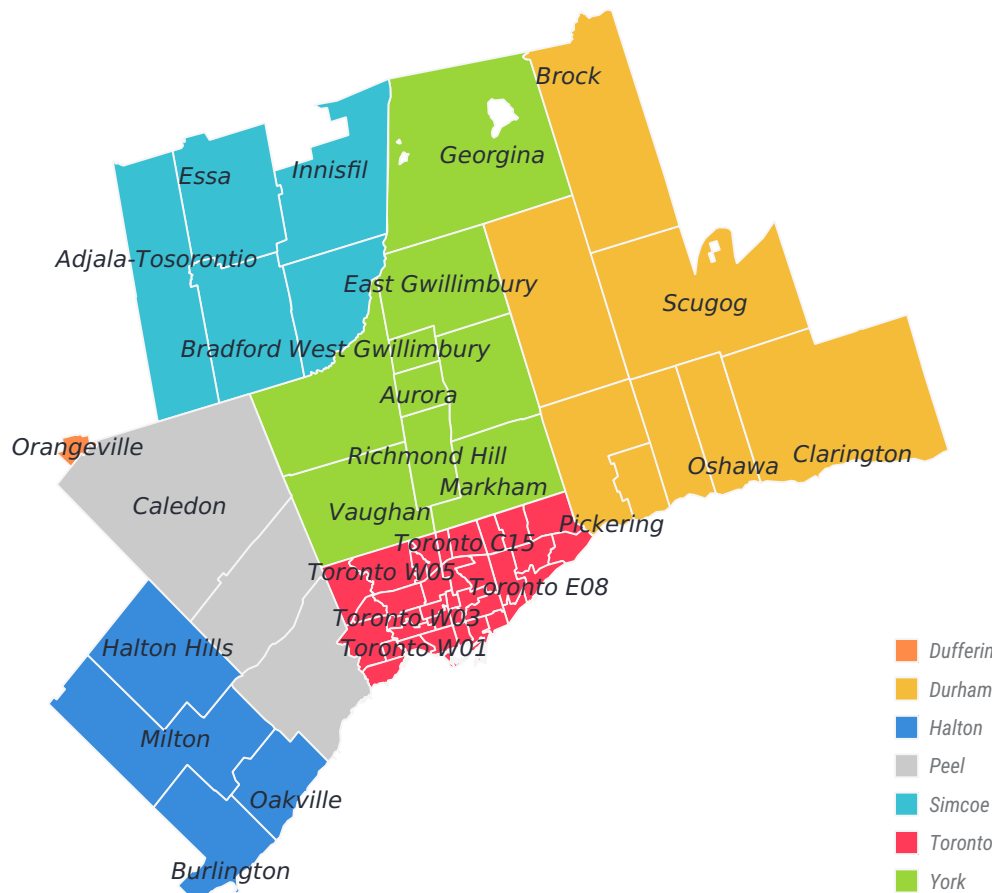 Brock
Georgina
Innisfil
Essa
Adjala-Tosorontio
East Gwillimbury
Scugog
Bradford West Gwillimbury
Aurora
Orangeville
Richmond Hill
Clarington
Oshawa
Markham
Caledon
Vaughan
Pickering
Toronto C15
Toronto W05
Toronto E08
Toronto W03
Halton Hills
Toronto W01
Milton
Oakville
Burlington
Dufferin
Durham
Halton
Peel
Simcoe
Toronto
York